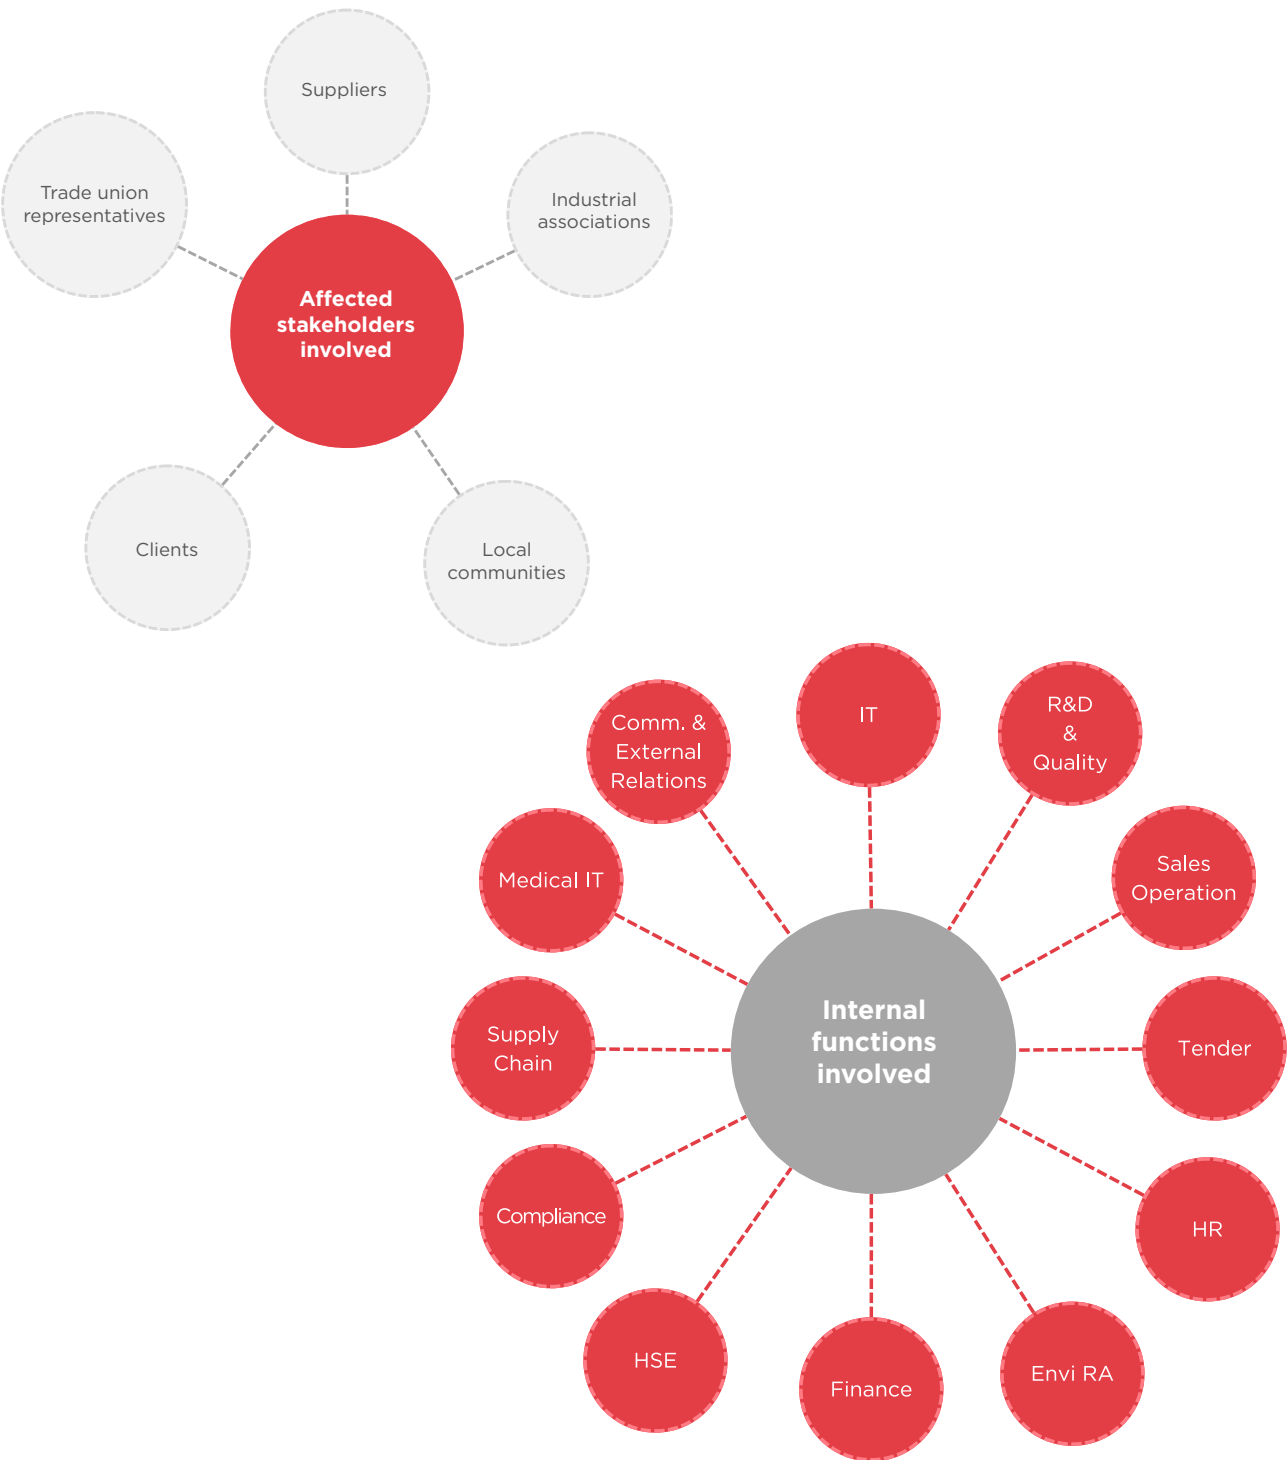 Suppliers
Trade union
representatives
Industrial
associations
Affected
stakeholders
involved
Clients
Local
communities
IT
R&D
&
Quality
Comm. &
External
Relations
Sales
Operation
Medical IT
Internal
functions
involved
Supply
Chain
Tender
Compliance
HR
HSE
Finance
Envi RA